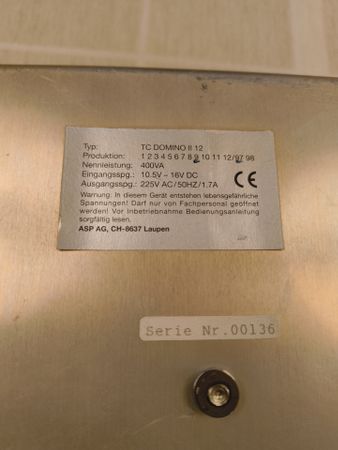 Typ: TC DOMINO II 12
Produktion: 1 2 3 4 5 6 7 8 9 10 11 12/97 98
Nennleistung: 400VA
Eingangsspg.: 10.5V – 16V DC
Ausgangsspg.: 225V AC/50HZ/1.7A CE
Warnung: In diesem Gerät entstehen lebensgefährliche
Spannungen! Darf nur von Fachpersonal geöffnet
werden! Vor Inbetriebnahme Bedienungsanleitung
sorgfältig lesen.
ASP AG, CH-8637 Laupen
Serie Nr.00136